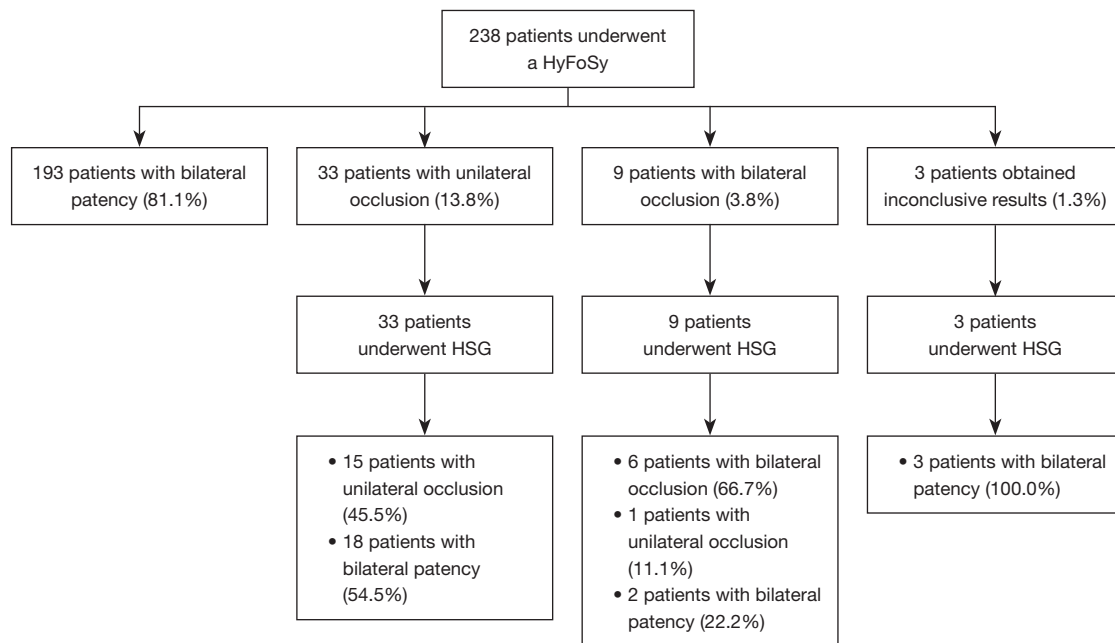 238 patients underwent
a HyFoSy
193 patients with bilateral
patency (81.1%)
33 patients with unilateral
occlusion (13.8%)
9 patients with bilateral
occlusion (3.8%)
3 patients obtained
inconclusive results (1.3%)
33 patients
underwent HSG
9 patients
underwent HSG
3 patients
underwent HSG
• 15 patients with
unilateral occlusion
(45.5%)
• 18 patients with
bilateral patency
(54.5%)
• 6 patients with bilateral
occlusion (66.7%)
• 1 patients with
unilateral occlusion
(11.1%)
• 2 patients with bilateral
patency (22.2%)
• 3 patients with bilateral
patency (100.0%)